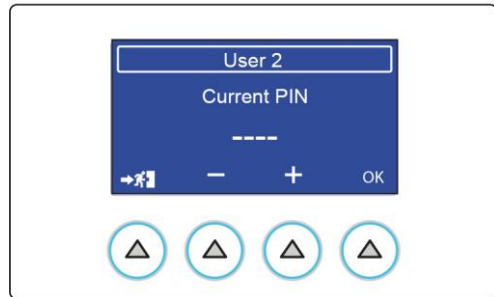 User 2
Current PIN
----
− + OK